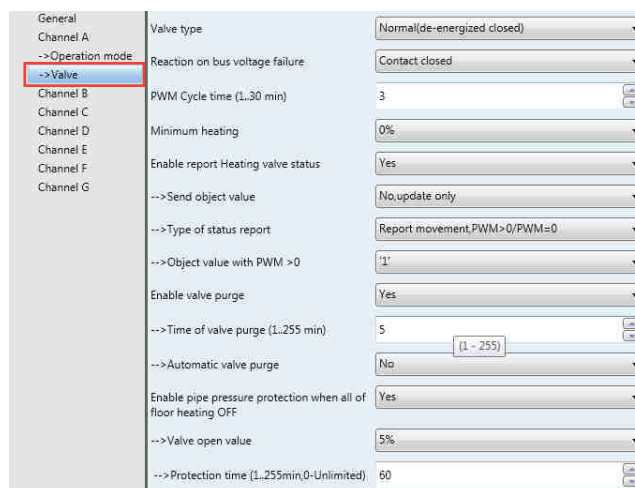 General
Channel A
->Operation mode
->Valve
Channel B
Channel C
Channel D
Channel E
Channel F
Channel G
Valve type Normal(de-energized closed)
Reaction on bus voltage failure Contact closed
PWM Cycle time (1..30 min) 3
Minimum heating 0%
Enable report Heating valve status Yes
-->Send object value No,update only
-->Type of status report Report movement,PWM>0/PWM=0
-->Object value with PWM >0 '1'
Enable valve purge Yes
-->Time of valve purge (1..255 min) 5
(1 - 255)
-->Automatic valve purge No
Enable pipe pressure protection when all of Yes
floor heating OFF
-->Valve open value 5%
-->Protection time (1..255min,0-Unlimited) 60